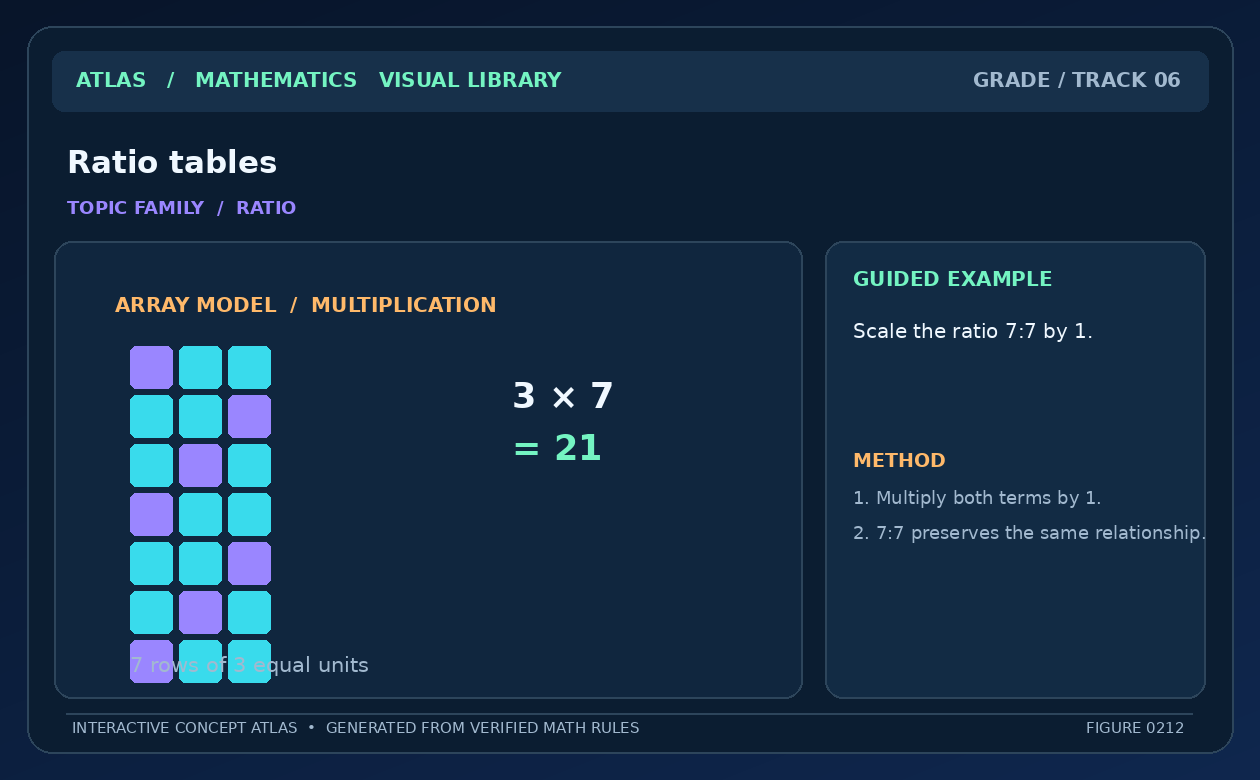 ATLAS / MATHEMATICS VISUAL LIBRARY
GRADE / TRACK 06
Ratio tables
TOPIC FAMILY / RATIO
ARRAY MODEL / MULTIPLICATION
3 × 7
= 21
7 rows of 3 equal units
GUIDED EXAMPLE
Scale the ratio 7:7 by 1.
METHOD
1. Multiply both terms by 1.
2. 7:7 preserves the same relationship.
INTERACTIVE CONCEPT ATLAS • GENERATED FROM VERIFIED MATH RULES
FIGURE 0212